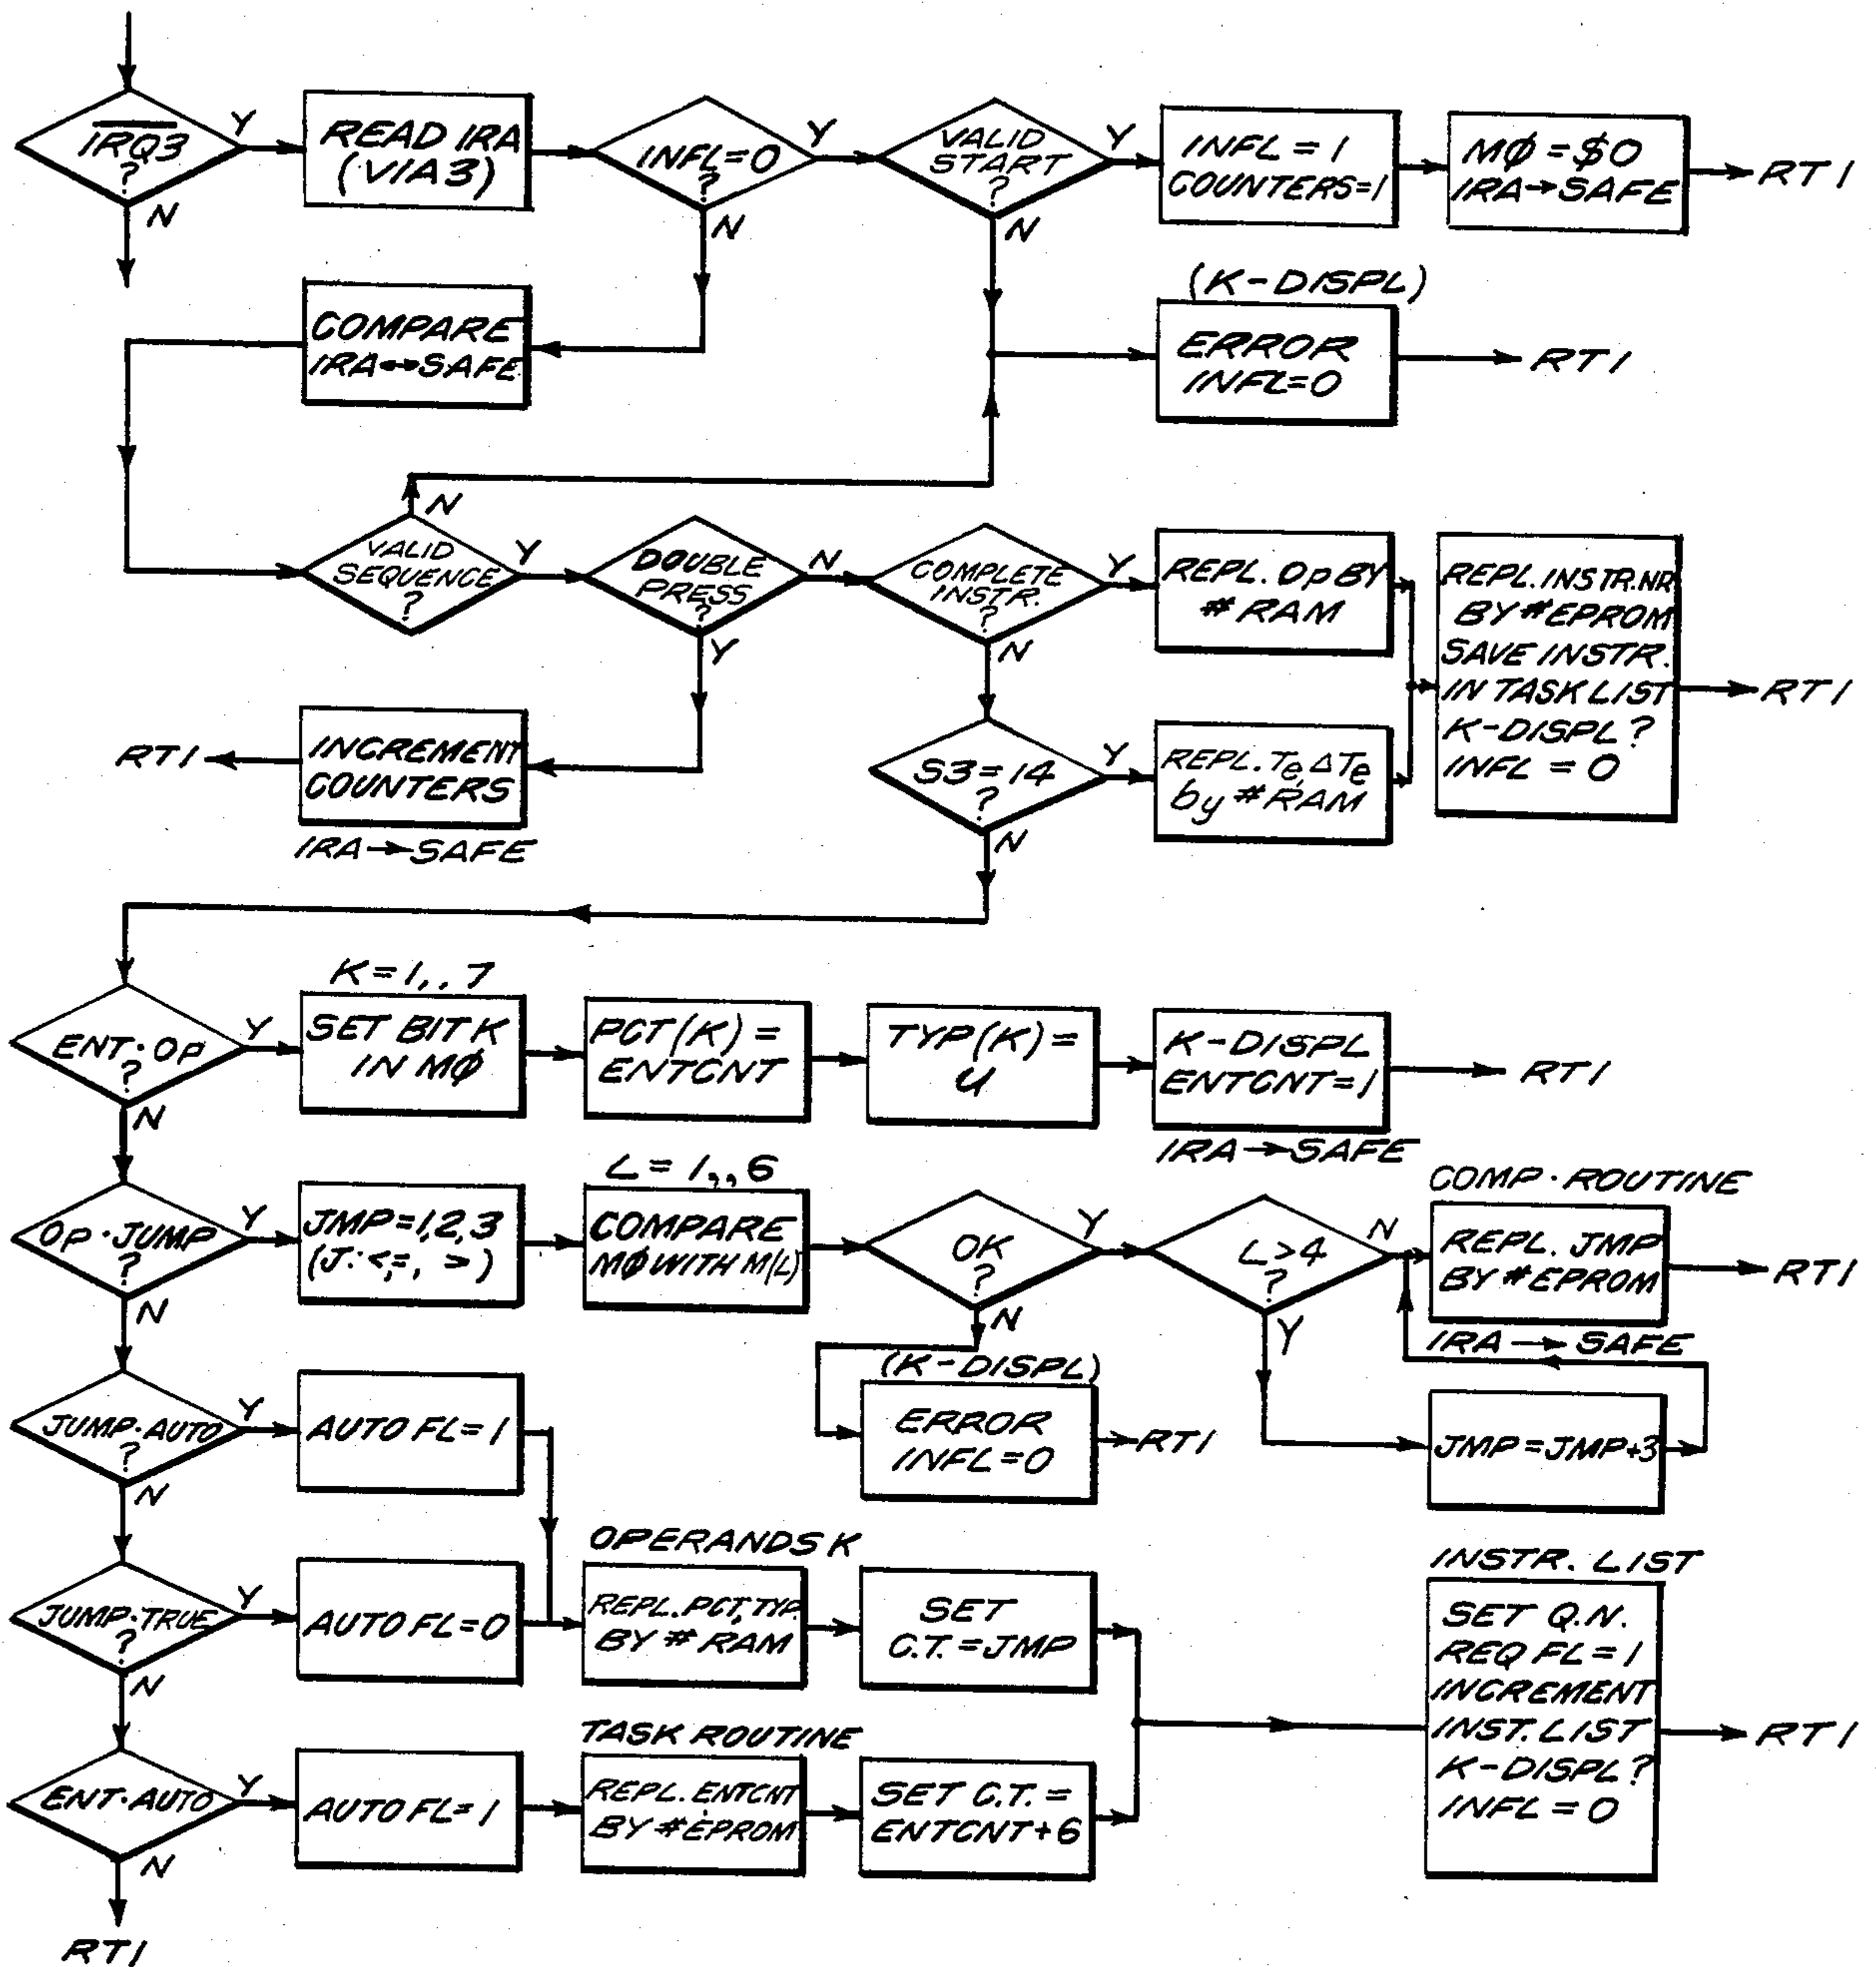 IRQ3
?
Y
N
READ IRA
(VIA3)
INFL=0
?
Y
N
VALID
START
?
Y
N
INFL = 1
COUNTERS=1
MØ=$0
IRA→SAFE
RTI
COMPARE
IRA↔SAFE
(K-DISPL)
ERROR
INFL=0
RTI
VALID
SEQUENCE
?
N
Y
DOUBLE
PRESS
?
N
Y
COMPLETE
INSTR.
?
Y
N
REPL. Op BY
# RAM
REPL. INSTR. NR
BY # EPROM
SAVE INSTR.
IN TASK LIST
K-DISPL?
INFL = 0
RTI
RTI
INCREMENT
COUNTERS
IRA→SAFE
S3=14
?
Y
N
REPL. Te, ΔTe
by # RAM
ENT·OP
?
Y
N
K=1,.7
SET BIT K
IN MØ
PCT(K)=
ENTCNT
TYP(K)=
U
K-DISPL
ENTCNT=1
IRA→SAFE
RTI
OP·JUMP
?
Y
N
JMP=1,2,3
(J:<,=, >)
L=1,,6
COMPARE
MØ WITH M(L)
OK
?
Y
N
L>4
?
N
Y
COMP·ROUTINE
REPL. JMP
BY # EPROM
IRA→SAFE
RTI
JUMP·AUTO
?
Y
N
AUTO FL=1
(K-DISPL)
ERROR
INFL=0
RTI
JMP=JMP+3
JUMP·TRUE
?
Y
N
AUTO FL=0
OPERANDS K
REPL. PCT, TYP.
BY # RAM
SET
C.T.=JMP
INSTR. LIST
SET Q.N.
REQ FL=1
INCREMENT
INST. LIST
K-DISPL?
INFL = 0
RTI
ENT·AUTO
?
Y
N
AUTO FL=1
TASK ROUTINE
REPL. ENTCNT
BY # EPROM
SET C.T.=
ENTCNT+6
RTI